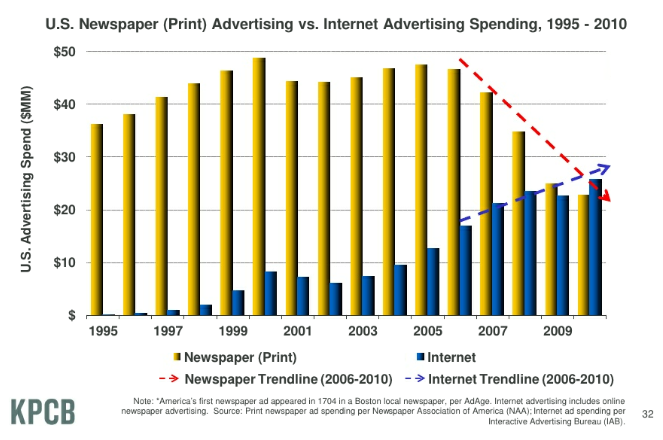 U.S. Newspaper (Print) Advertising vs. Internet Advertising Spending, 1995 - 2010
U.S. Advertising Spend ($MM)
$50
$40
$30
$20
$10
$
1995 1997 1999 2001 2003 2005 2007 2009
Newspaper (Print) Internet
Newspaper Trendline (2006-2010) Internet Trendline (2006-2010)
KPCB
Note: *America's first newspaper ad appeared in 1704 in a Boston local newspaper, per AdAge. Internet advertising includes online
newspaper advertising. Source: Print newspaper ad spending per Newspaper Association of America (NAA); Internet ad spending per
Interactive Advertising Bureau (IAB).
32